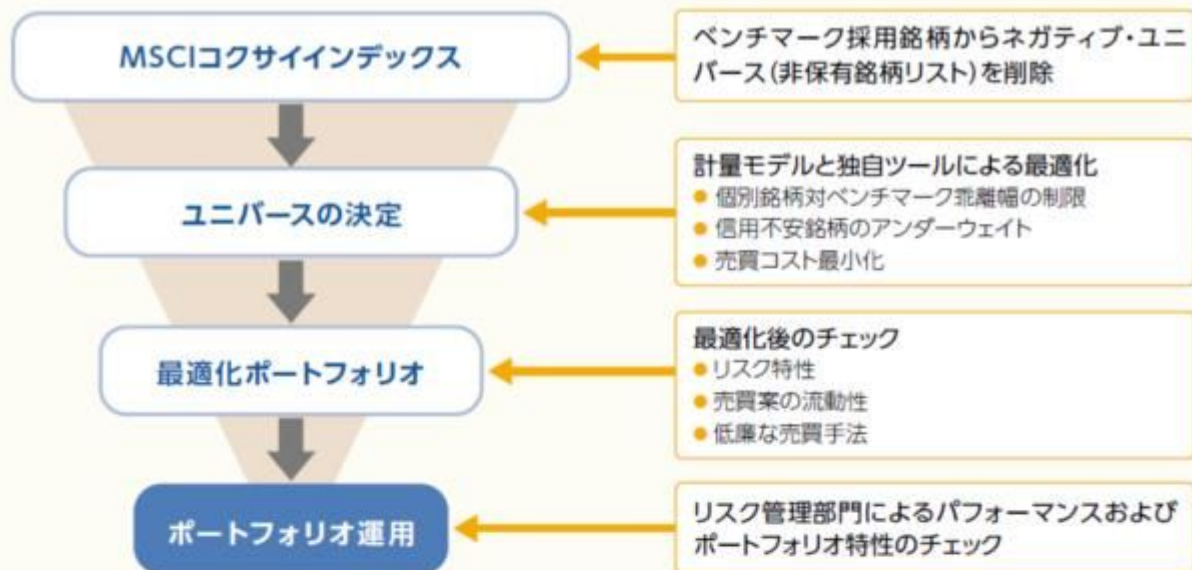 MSCIコクサイインデックス
ベンチマーク採用銘柄からネガティブ・ユニ
バース(非保有銘柄リスト)を削除
ユニバースの決定
計量モデルと独自ツールによる最適化
● 個別銘柄対ベンチマーク乖離幅の制限
● 信用不安銘柄のアンダーウェイト
● 売買コスト最小化
最適化ポートフォリオ
最適化後のチェック
● リスク特性
● 売買案の流動性
● 低廉な売買手法
ポートフォリオ運用
リスク管理部門によるパフォーマンスおよび
ポートフォリオ特性のチェック